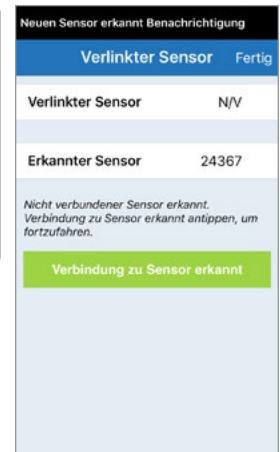 Neuen Sensor erkannt Benachrichtigung
Verlinkter Sensor Fertig
Verlinkter Sensor N/V
Erkannter Sensor 24367
Nicht verbundener Sensor erkannt.
Verbindung zu Sensor erkannt antippen, um
fortzufahren.
Verbindung zu Sensor erkannt